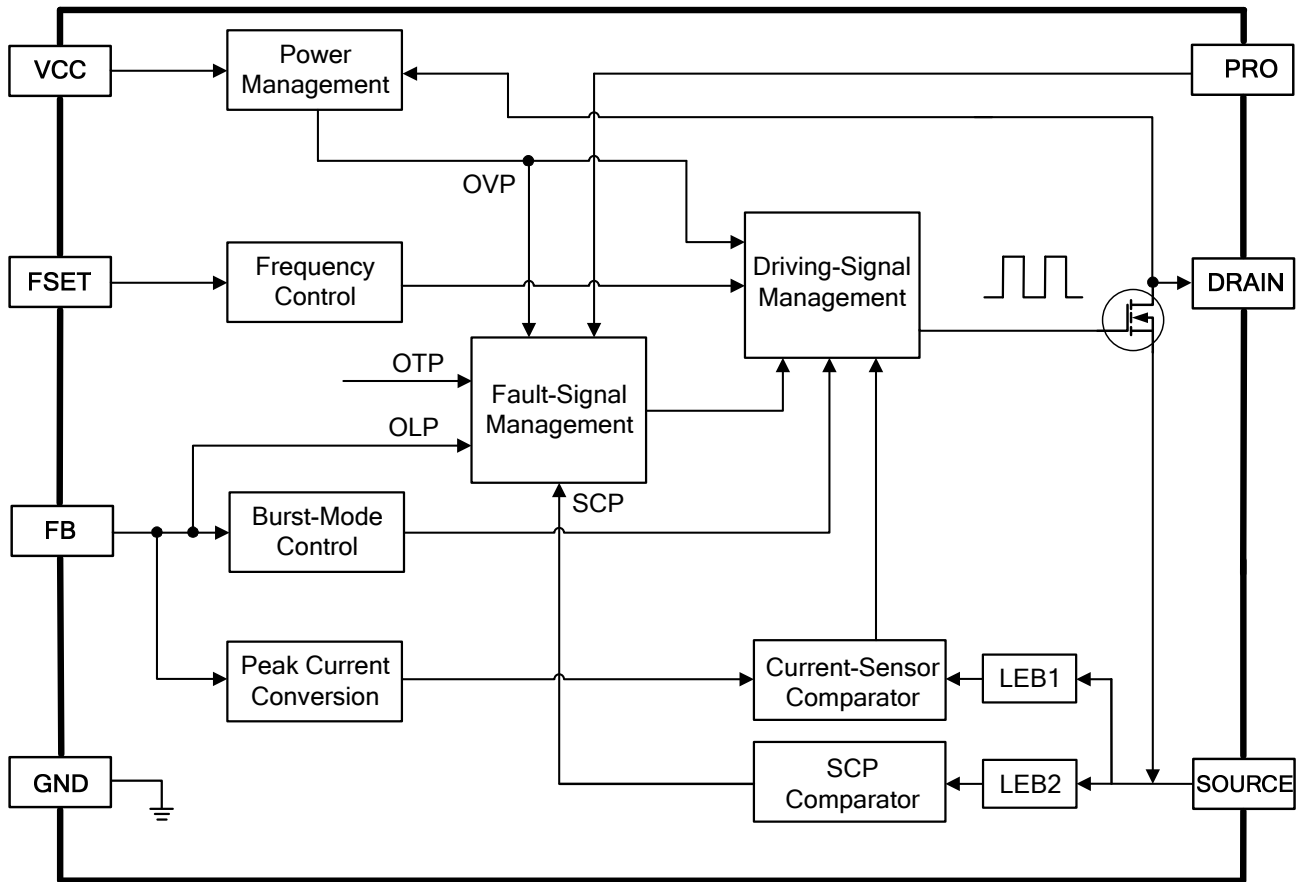 VCC
Power
Management
PRO
OVP
FSET
Frequency
Control
Driving-Signal
Management
DRAIN
OTP
Fault-Signal
Management
OLP
SCP
FB
Burst-Mode
Control
Peak Current
Conversion
Current-Sensor
Comparator
LEB1
GND
SCP
Comparator
LEB2
SOURCE